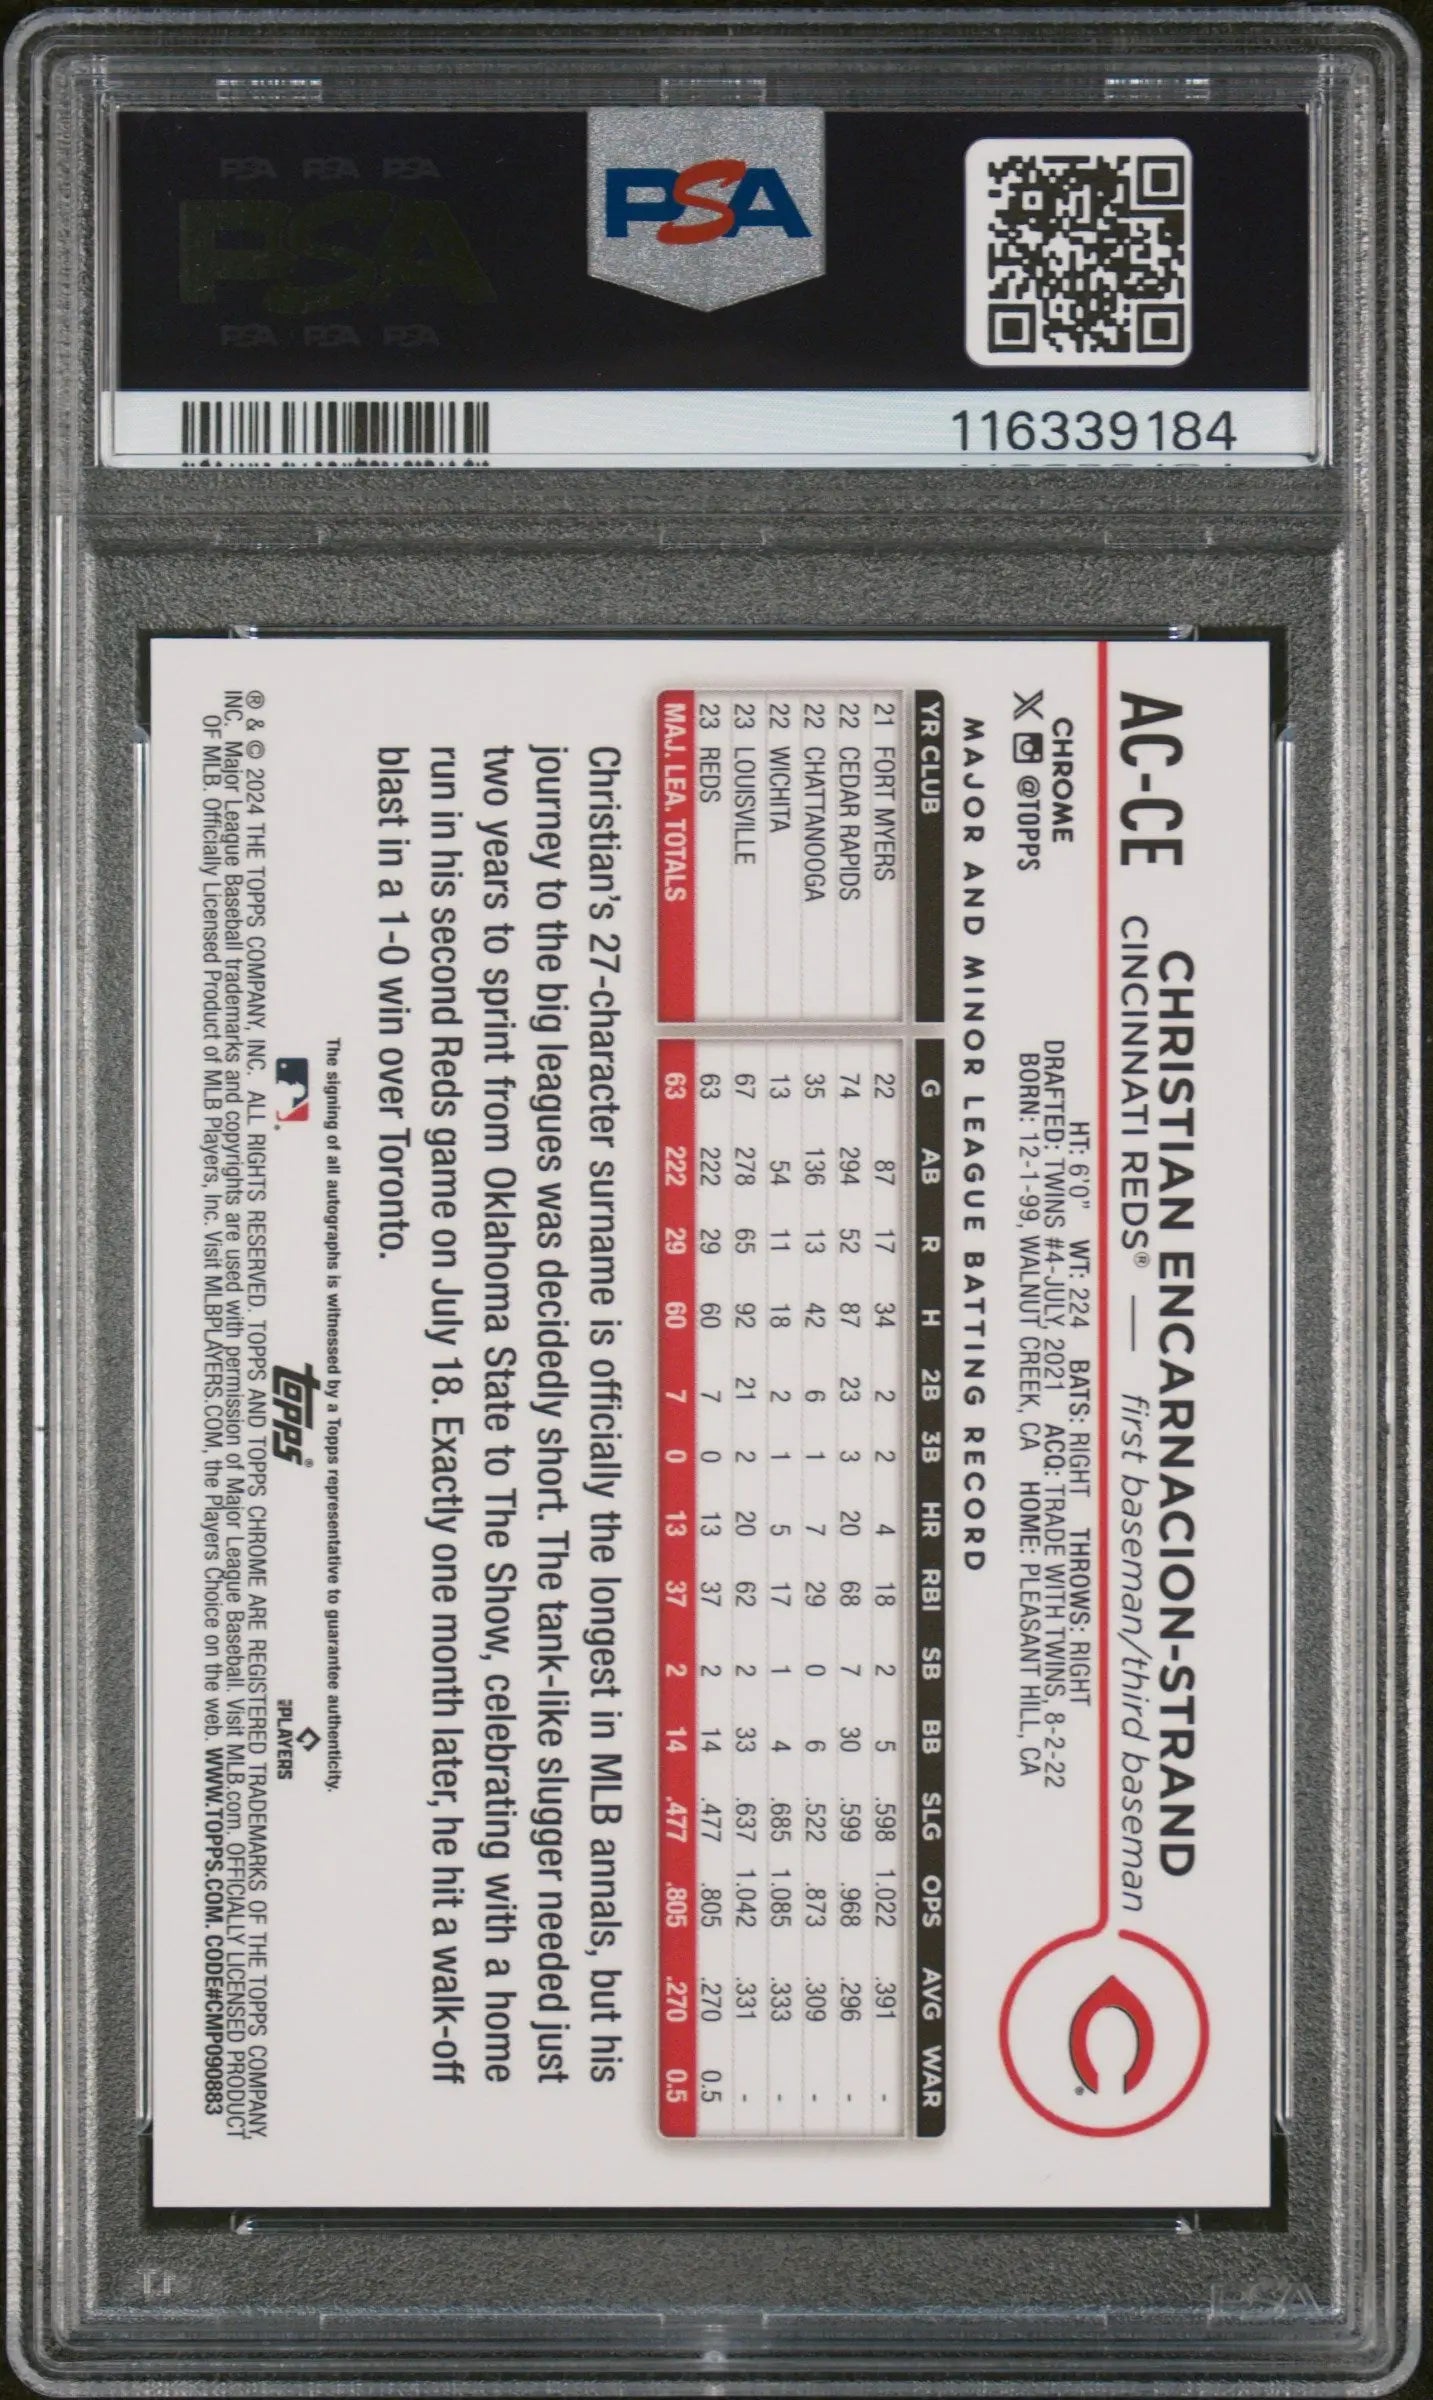 PSA PSA PSA
PSA
PSA PSA PSA
PSA
116339184
AC-CE
CHRISTIAN ENCARNACION-STRAND
CINCINNATI REDS® — first baseman/third baseman
CHROME
@TOPPS
HT: 6'0" WT: 224 BATS: RIGHT THROWS: RIGHT
DRAFTED: TWINS #4-JULY, 2021 ACQ: TRADE WITH TWINS, 8-2-22
BORN: 12-1-99, WALNUT CREEK, CA HOME: PLEASANT HILL, CA
MAJOR AND MINOR LEAGUE BATTING RECORD
YR CLUB G AB R H 2B 3B HR RBI SB BB SLG OPS AVG WAR
21 FORT MYERS 22 87 17 34 2 2 4 18 2 5 .598 1.022 .391 -
22 CEDAR RAPIDS 74 294 52 87 23 3 20 68 7 30 .599 .968 .296 -
22 CHATTANOOGA 35 136 13 42 6 1 7 29 0 6 .522 .873 .309 -
22 WICHITA 13 54 11 18 2 1 5 17 1 4 .685 1.085 .333 -
23 LOUISVILLE 67 278 65 92 21 2 20 62 2 33 .637 1.042 .331 -
23 REDS 63 222 29 60 7 0 13 37 2 14 .477 .805 .270 0.5
MAJ. LEA. TOTALS 63 222 29 60 7 0 13 37 2 14 .477 .805 .270 0.5
Christian's 27-character surname is officially the longest in MLB annals, but his
journey to the big leagues was decidedly short. The tank-like slugger needed just
two years to sprint from Oklahoma State to The Show, celebrating with a home
run in his second Reds game on July 18. Exactly one month later, he hit a walk-off
blast in a 1-0 win over Toronto.
The signing of all autographs is witnessed by a Topps representative to guarantee authenticity.
topps®
PLAYERS
® & © 2024 THE TOPPS COMPANY, INC. ALL RIGHTS RESERVED. TOPPS AND TOPPS CHROME ARE REGISTERED TRADEMARKS OF THE TOPPS COMPANY,
INC. Major League Baseball trademarks and copyrights are used with permission of Major League Baseball. Visit MLB.com. OFFICIALLY LICENSED PRODUCT
OF MLB. Officially Licensed Product of MLB Players, Inc. Visit MLBPLAYERS.COM, the Players Choice on the web. WWW.TOPPS.COM. CODE#CMP090883
PSA